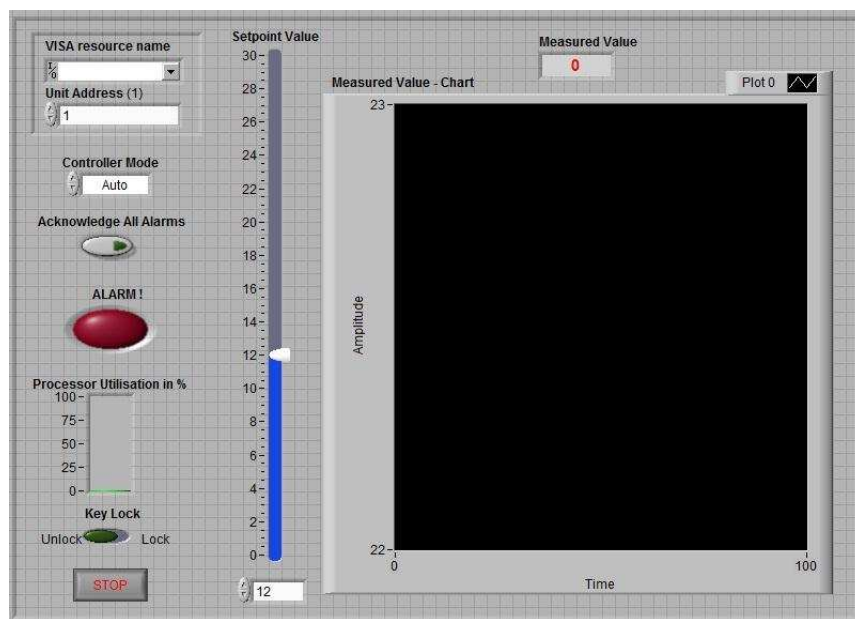 VISA resource name
I/O
Unit Address (1)
1
Controller Mode
Auto
Acknowledge All Alarms
ALARM !
Processor Utilisation in %
100
75
50
25
0
Key Lock
Unlock Lock
STOP
Setpoint Value
30
28
26
24
22
20
18
16
14
12
10
8
6
4
2
0
12
Measured Value
0
Measured Value - Chart
Plot 0
23
Amplitude
22
0 100
Time